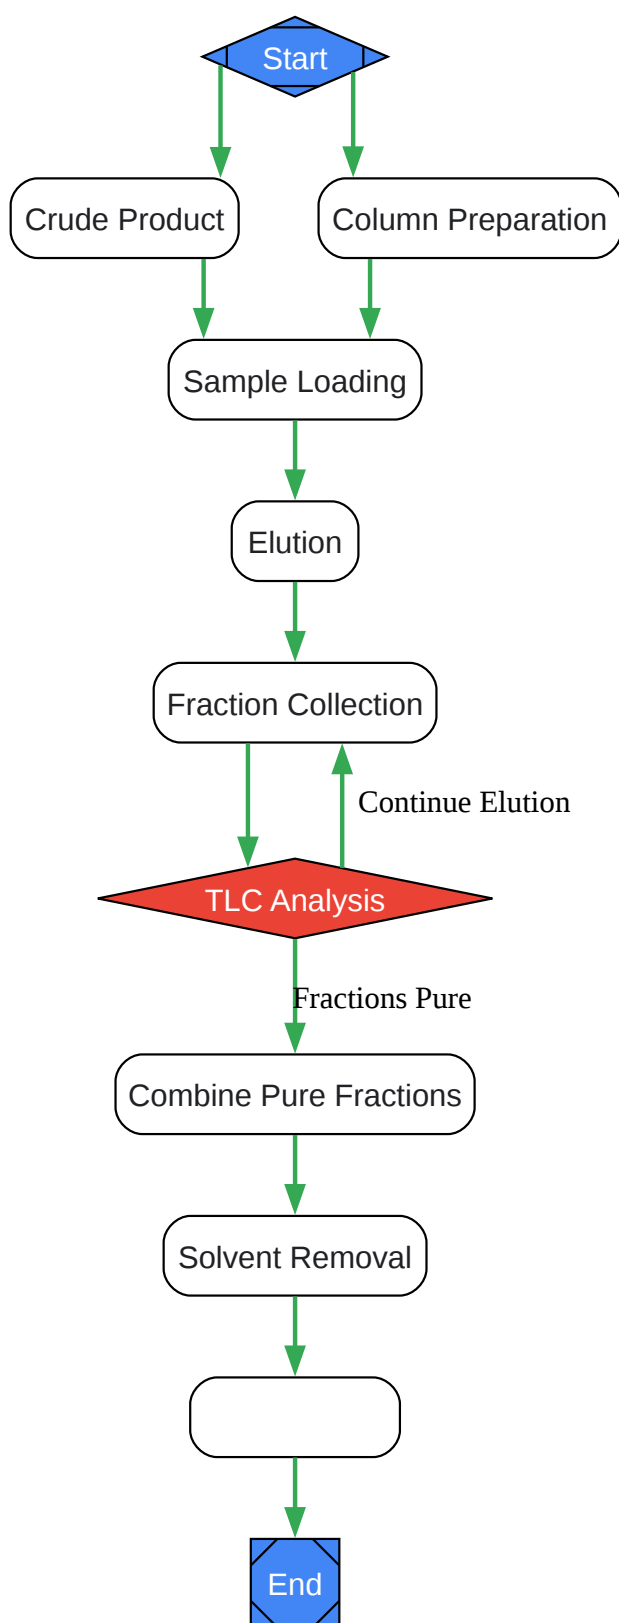 Start
Crude Product
Column Preparation
Sample Loading
Elution
Fraction Collection
Continue Elution
TLC Analysis
Fractions Pure
Combine Pure Fractions
Solvent Removal
End